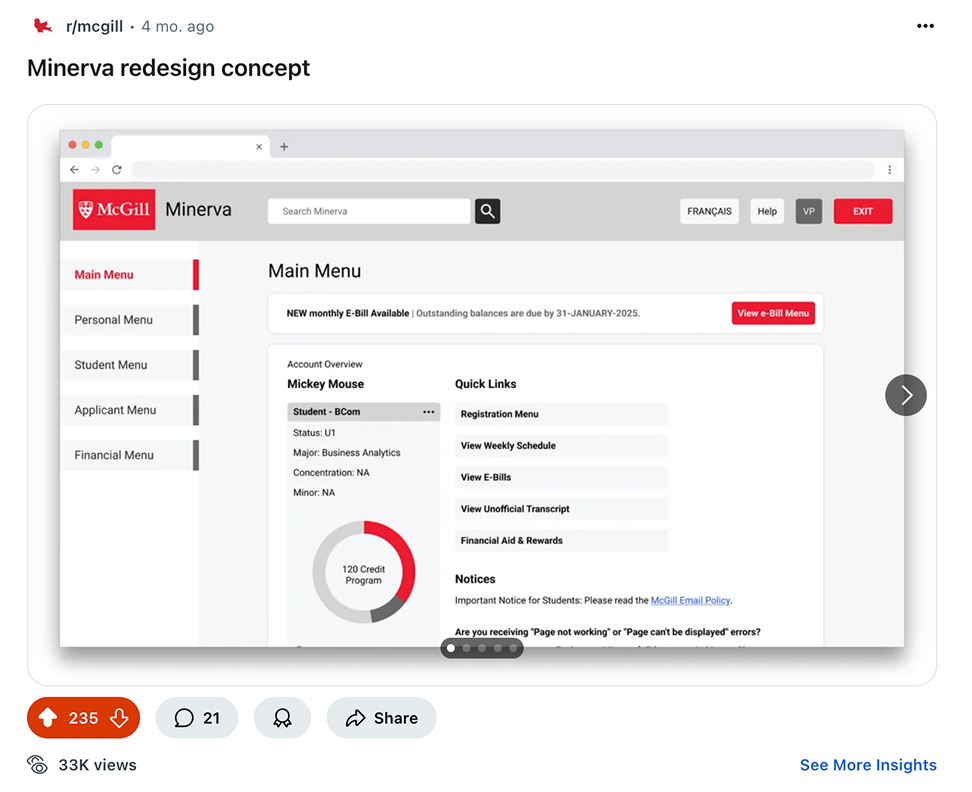 r/mcgill • 4 mo. ago
Minerva redesign concept
McGill Minerva
Search Minerva
FRANÇAIS Help VP EXIT
Main Menu
Personal Menu
Student Menu
Applicant Menu
Financial Menu
Main Menu
NEW monthly E-Bill Available | Outstanding balances are due by 31-JANUARY-2025.
View e-Bill Menu
Account Overview
Mickey Mouse
Student - BCom
Status: U1
Major: Business Analytics
Concentration: NA
Minor: NA
120 Credit
Program
Quick Links
Registration Menu
View Weekly Schedule
View E-Bills
View Unofficial Transcript
Financial Aid & Rewards
Notices
Important Notice for Students: Please read the McGill Email Policy.
Are you receiving "Page not working" or "Page can't be displayed" errors?
235 21 Share
33K views
See More Insights